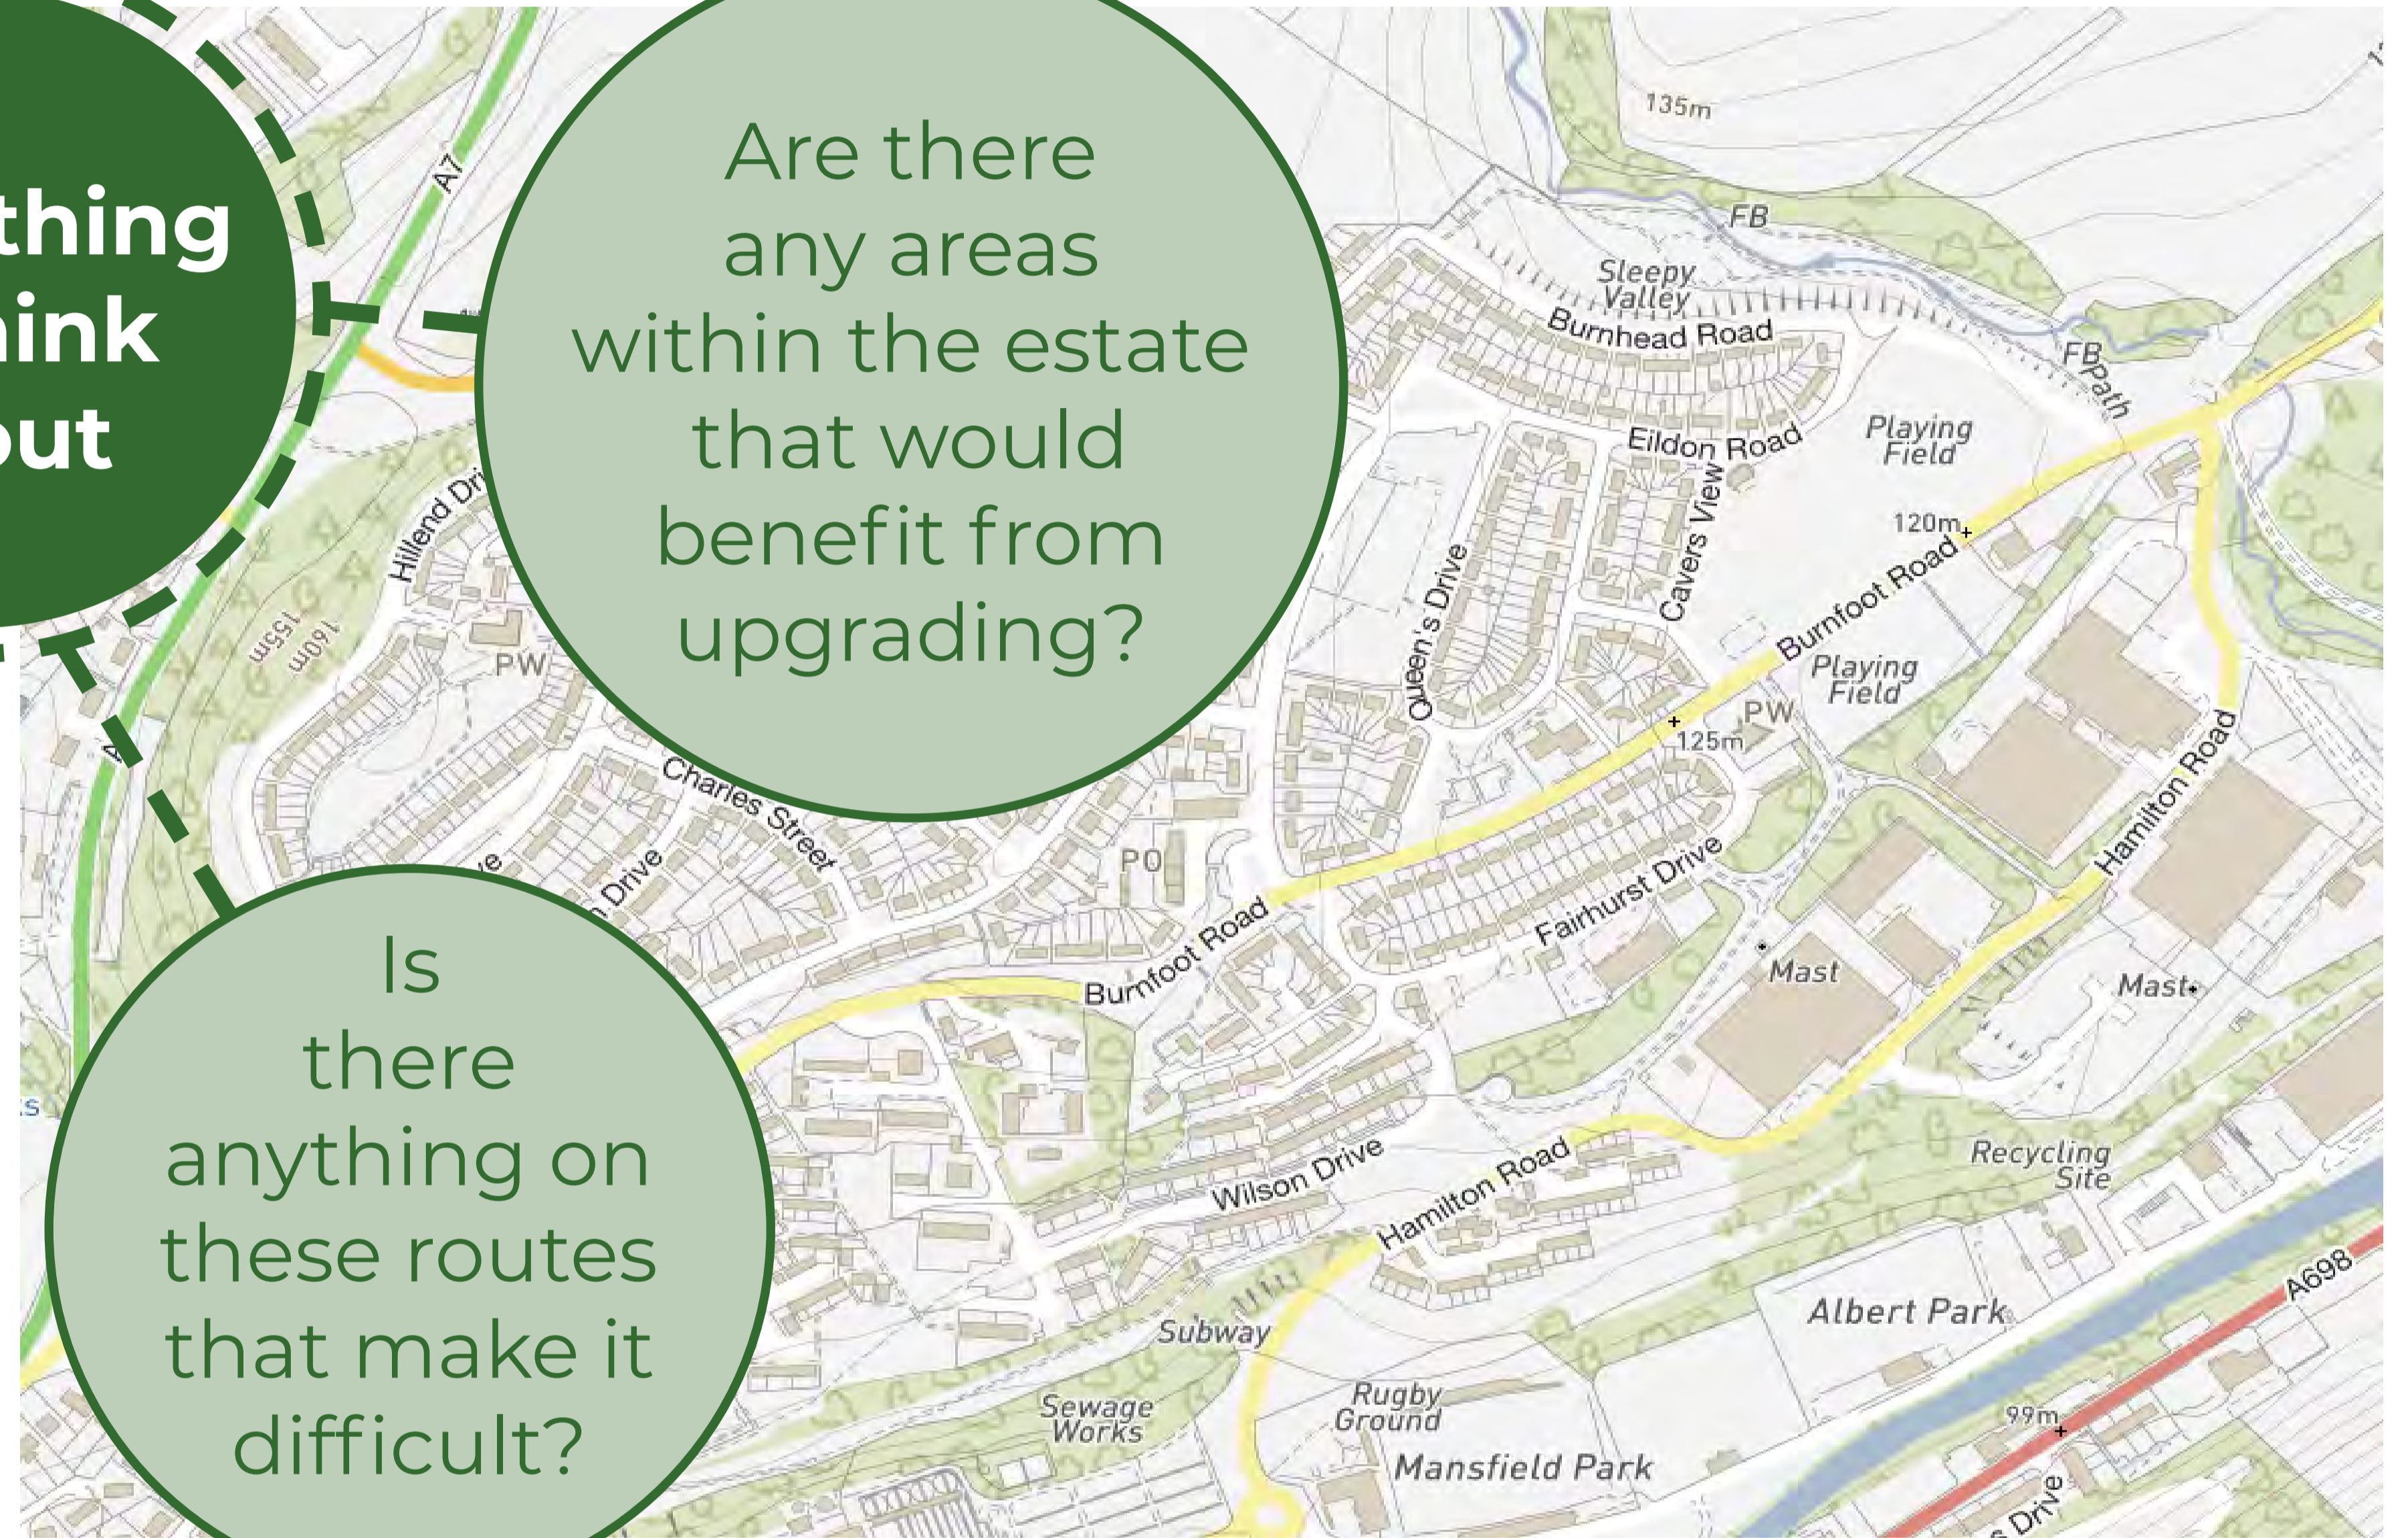 thing
ink
out
Are there
any areas
within the estate
that would
benefit from
upgrading?
Is
there
anything on
these routes
that make it
difficult?
A7
135m
FB
Sleepy
Valley
Burnhead Road
FB
Path
Eildon Road
Playing
Field
Cavers View
120m
Burnfoot Road
Hillend
Queen's Drive
155m
160m
PW
Playing
Field
PW
125m
Hamilton Road
Charles Street
Drive
PO
Fairhurst Drive
Burnfoot Road
Mast
Mast
Wilson Drive
Hamilton Road
Recycling
Site
A698
Albert Park
Subway
Rugby
Ground
Sewage
Works
Mansfield Park
99m
Drive